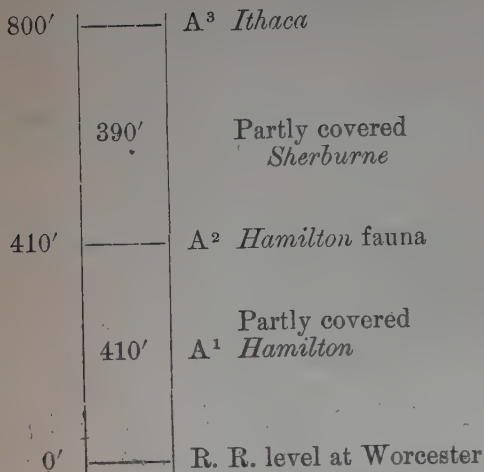 800′ A³ Ithaca
390′ Partly covered
Sherburne
410′ A² Hamilton fauna
Partly covered
410′ A¹ Hamilton
0′ R. R. level at Worcester